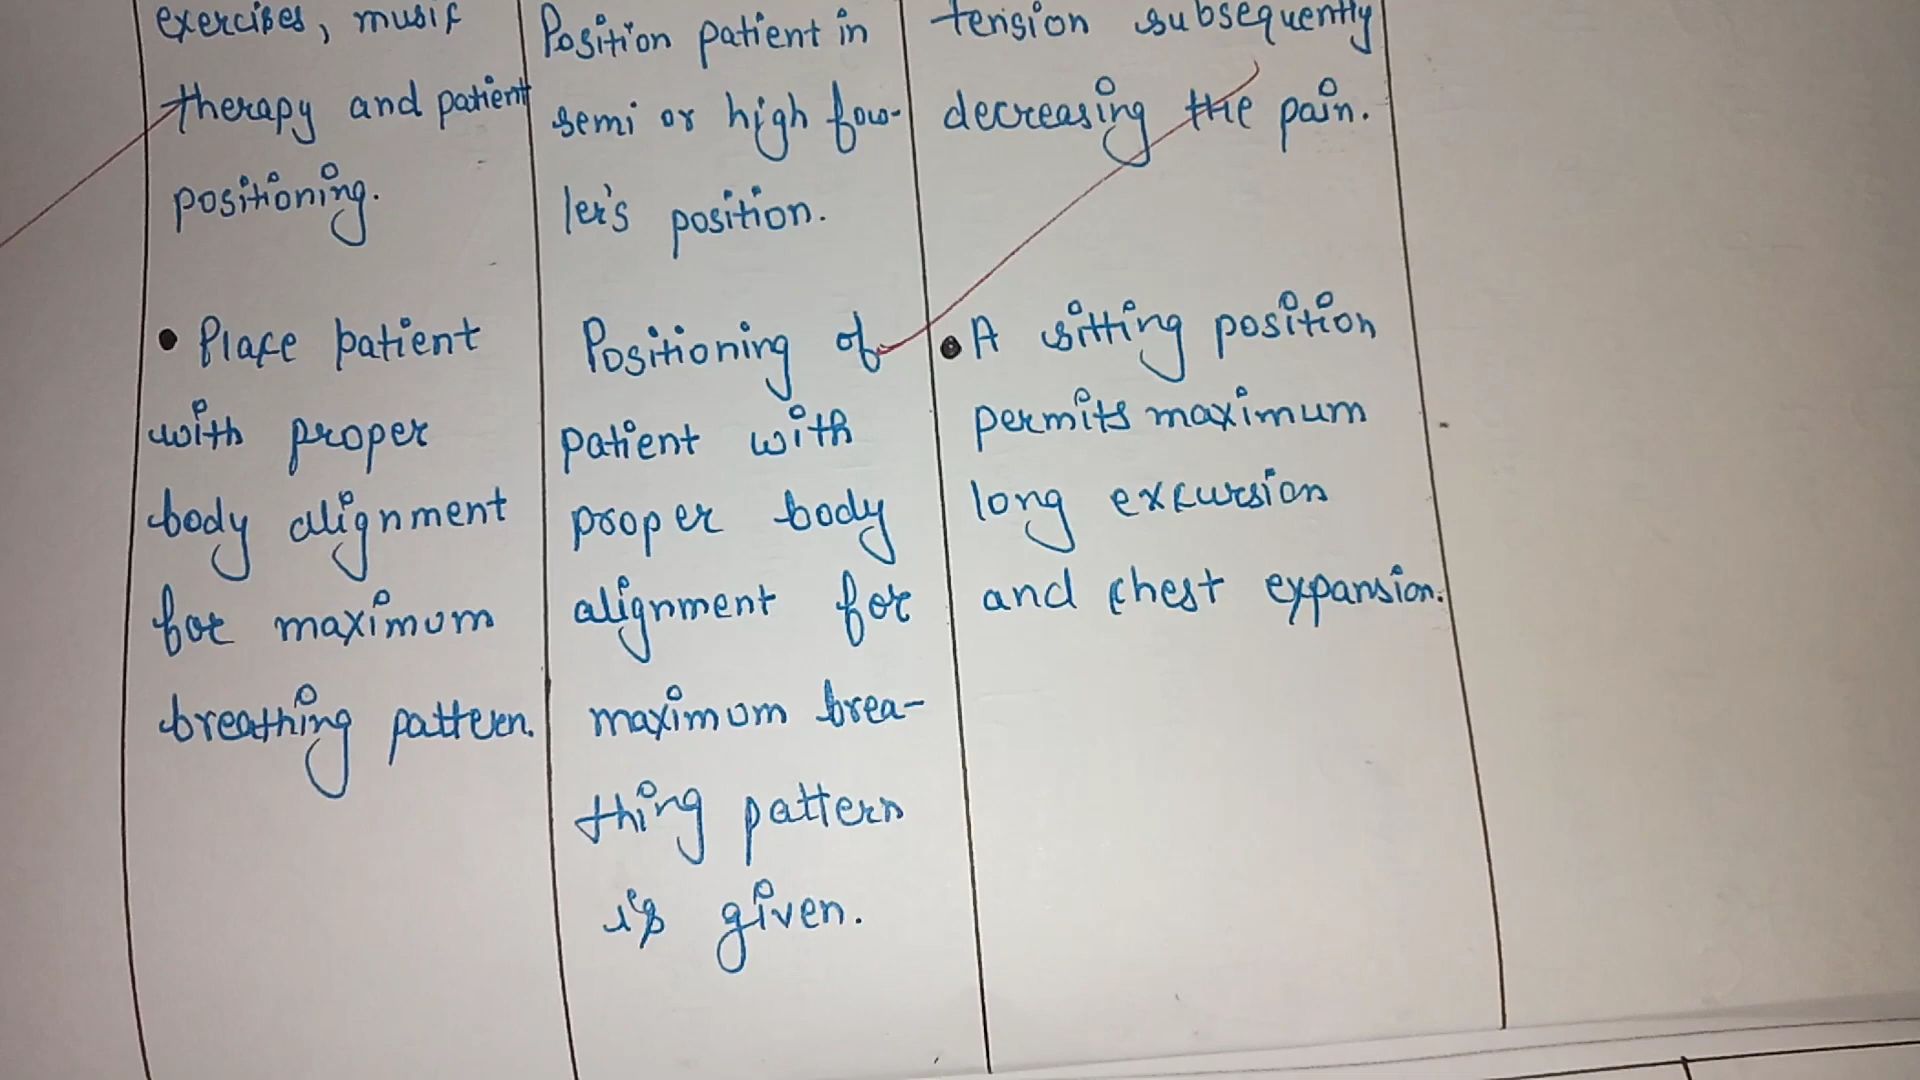 exercises, music
therapy and patient
positioning.
• Place patient
with proper
body alignment
for maximum
breathing pattern.
Position patient in
semi or high fow-
ler's position.
Positioning of
patient with
proper body
alignment for
maximum brea-
thing pattern
is given.
tension subsequently
decreasing the pain.
• A sitting position
permits maximum
long excursion
and chest expansion.